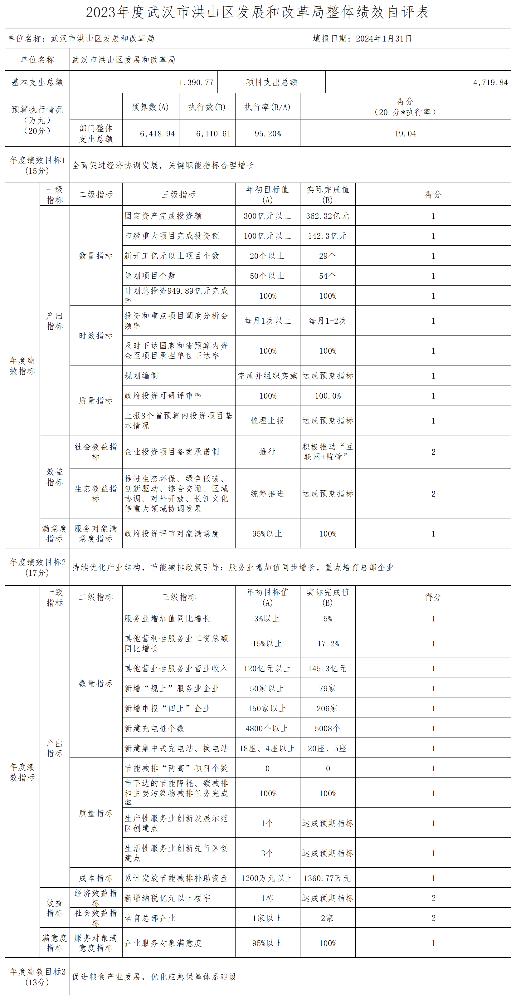 2023年度武汉市洪山区发展和改革局整体绩效自评表
单位名称：武汉市洪山区发展和改革局 填报日期：2024年1月31日
单位名称 武汉市洪山区发展和改革局
基本支出总额 1,390.77 项目支出总额 4,719.84
预算执行情况
（万元）
（20分）
预算数(A) 执行数(B) 执行率(B/A) 得分
（20 分*执行率）
部门整体
支出总额
6,418.94 6,110.61 95.20% 19.04
年度绩效目标1
(15分)
全面促进经济协调发展，关键职能指标合理增长
年度绩
效指标
一级
指标
二级指标 三级指标 年初目标值
(A)
实际完成值
(B)
得分
产出
指标
数量指标
固定资产完成投资额 300亿元以上 362.32亿元 1
市级重大项目完成投资额 100亿元以上 142.3亿元 1
新开工亿元以上项目个数 20个以上 29个 1
策划项目个数 50个以上 54个 1
计划总投资949.89亿元完成
率
100% 100% 1
时效指标
投资和重点项目调度分析会
频率
每月1次以上 每月1-2次 1
及时下达国家和省预算内资
金至项目承担单位下达率
100% 100% 1
质量指标
规划编制 完成并组织实施 达成预期指标 1
政府投资可研评审率 100% 100.0% 1
上报8个省预算内投资项目基
本情况
梳理上报 达成预期指标 1
效益
指标
社会效益指
标
企业投资项目备案承诺制 推行 积极推动“互
联网+监管”
2
生态效益指
标
推进生态环保、绿色低碳、
创新驱动、综合交通、区域
协调、对外开放、长江文化
等重大领域协调发展
统筹推进 达成预期指标 2
满意度
指标
服务对象满
意度指标
政府投资评审对象满意度 95%以上 100% 1
年度绩效目标2
(17分)
持续优化产业结构，节能减排政策引导；服务业增加值同步增长，重点培育总部企业
年度绩
效指标
一级
指标
二级指标 三级指标 年初目标值
(A)
实际完成值
(B)
得分
产出
指标
数量指标
服务业增加值同比增长 3%以上 5% 1
其他营利性服务业工资总额
同比增长
15%以上 17.2% 1
其他营业性服务业营业收入 120亿元以上 145.3亿元 1
新增“规上”服务业企业 50家以上 79家 1
新增申报“四上”企业 150家以上 206家 1
新建充电桩个数 4800个以上 5008个 1
新建集中式充电站、换电站 18座、4座以上 20座、5座 1
质量指标
节能减排“两高”项目个数 0 0 1
市下达的节能降耗、碳减排
和主要污染物减排任务完成
率
100% 100% 1
生产性服务业创新发展示范
区创建点
1个 达成预期指标 1
生活性服务业创新先行区创
建点
3个 达成预期指标 1
成本指标 累计发放节能减排补助资金 1200万元以上 1360.77万元 1
效益
指标
经济效益指
标
新增纳税亿元以上楼宇 1栋 达成预期指标 2
社会效益指
标
培育总部企业 1家以上 2家 2
满意度
指标
服务对象满
意度指标
企业服务对象满意度 95%以上 100% 1
年度绩效目标3
(13分)
促进粮食产业发展，优化应急保障体系建设